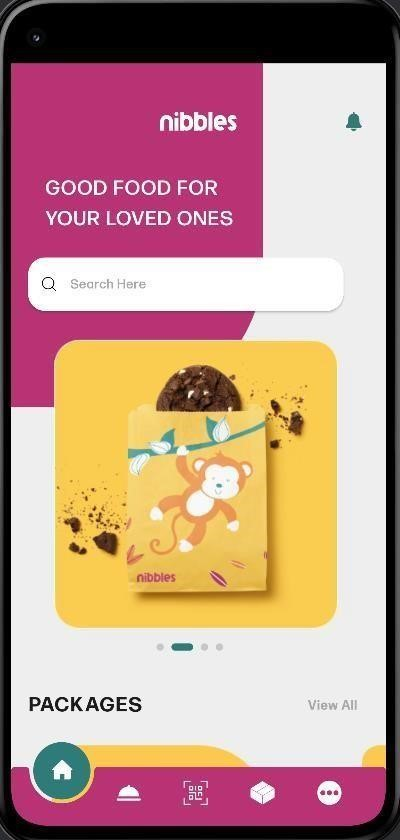 nibbles
GOOD FOOD FOR
YOUR LOVED ONES
Search Here
nibbles
PACKAGES
View All